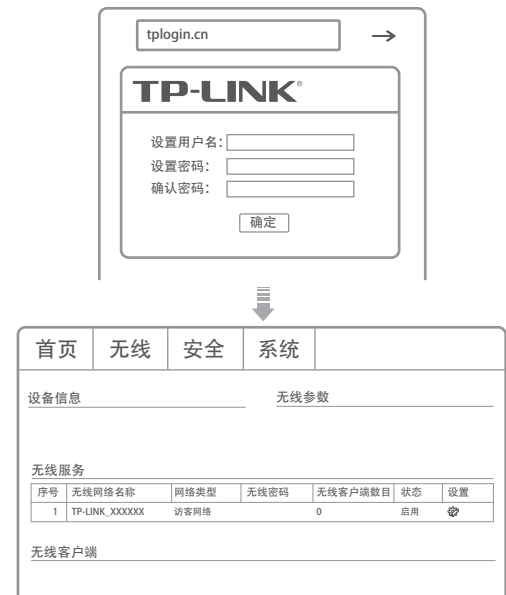 tplogin.cn
TP-LINK®
设置用户名：
设置密码：
确认密码：
确定
首页 无线 安全 系统
设备信息 无线参数
无线服务
序号 无线网络名称 网络类型 无线密码 无线客户端数目 状态 设置
1 TP-LINK_XXXXXX 访客网络 0 启用
无线客户端